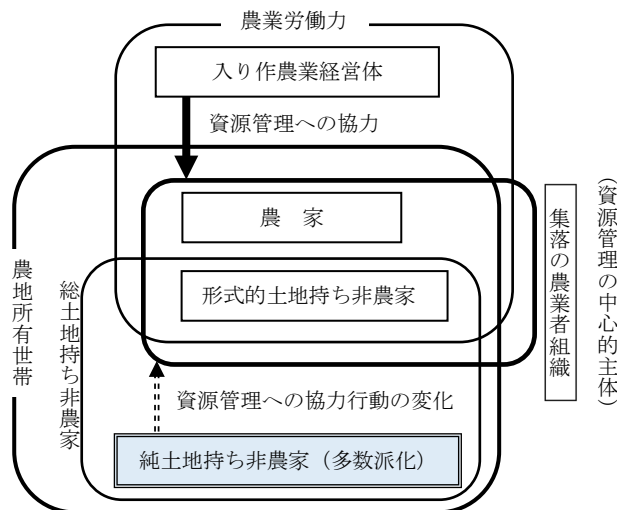 農業労働力
入り作農業経営体
資源管理への協力
農　家
形式的土地持ち非農家
資源管理への協力行動の変化
純土地持ち非農家（多数派化）
農地所有世帯
総土地持ち非農家
集落の農業者組織
（資源管理の中心的主体）